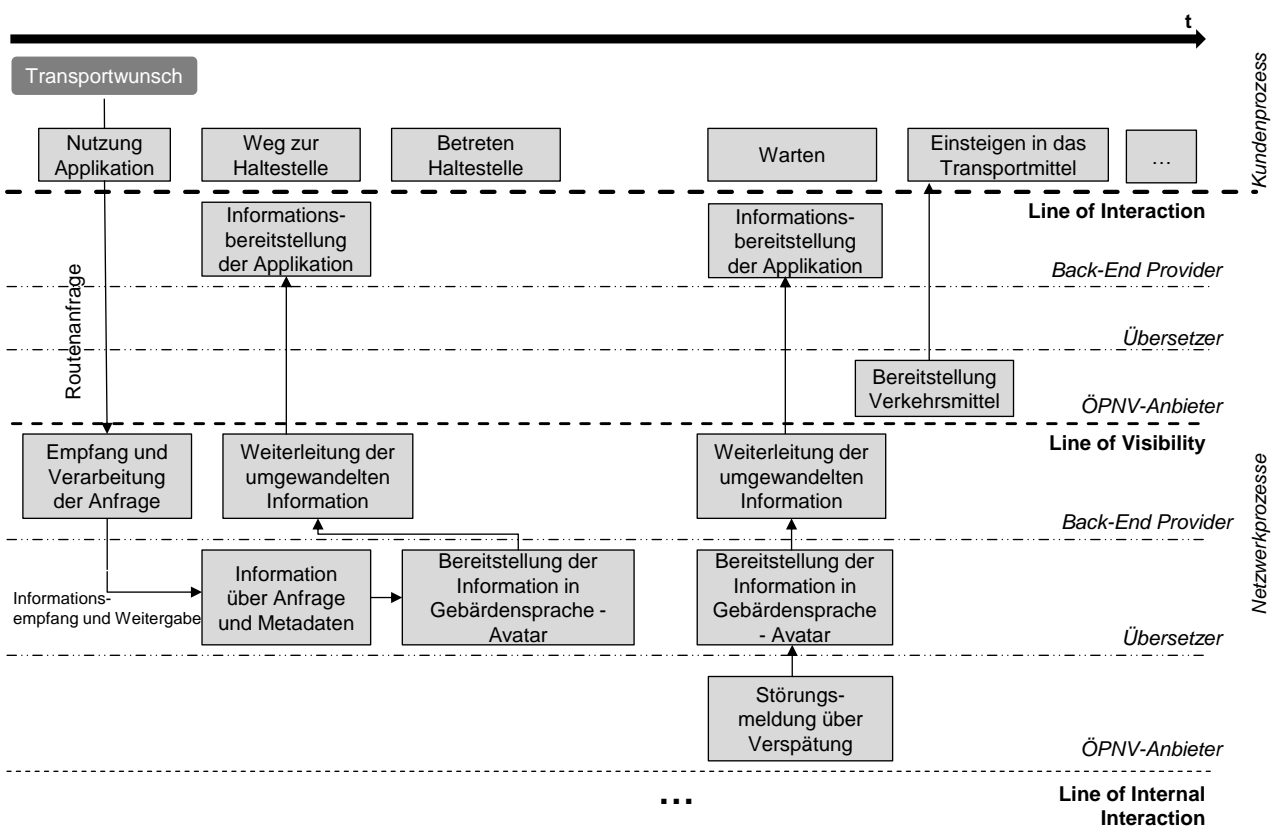 t
Transportwunsch
Nutzung
Applikation
Weg zur
Haltestelle
Betreten
Haltestelle
Warten
Einsteigen in das
Transportmittel
…
Kundenprozess
Line of Interaction
Informations-
bereitstellung
der Applikation
Informations-
bereitstellung
der Applikation
Back-End Provider
Routenanfrage
Übersetzer
Bereitstellung
Verkehrsmittel
ÖPNV-Anbieter
Line of Visibility
Empfang und
Verarbeitung
der Anfrage
Weiterleitung der
umgewandelten
Information
Weiterleitung der
umgewandelten
Information
Back-End Provider
Netzwerkprozesse
Informations-
empfang und Weitergabe
Information
über Anfrage
und Metadaten
Bereitstellung der
Information in
Gebärdensprache -
Avatar
Bereitstellung der
Information in
Gebärdensprache
- Avatar
Übersetzer
Störungs-
meldung über
Verspätung
ÖPNV-Anbieter
…
Line of Internal
Interaction